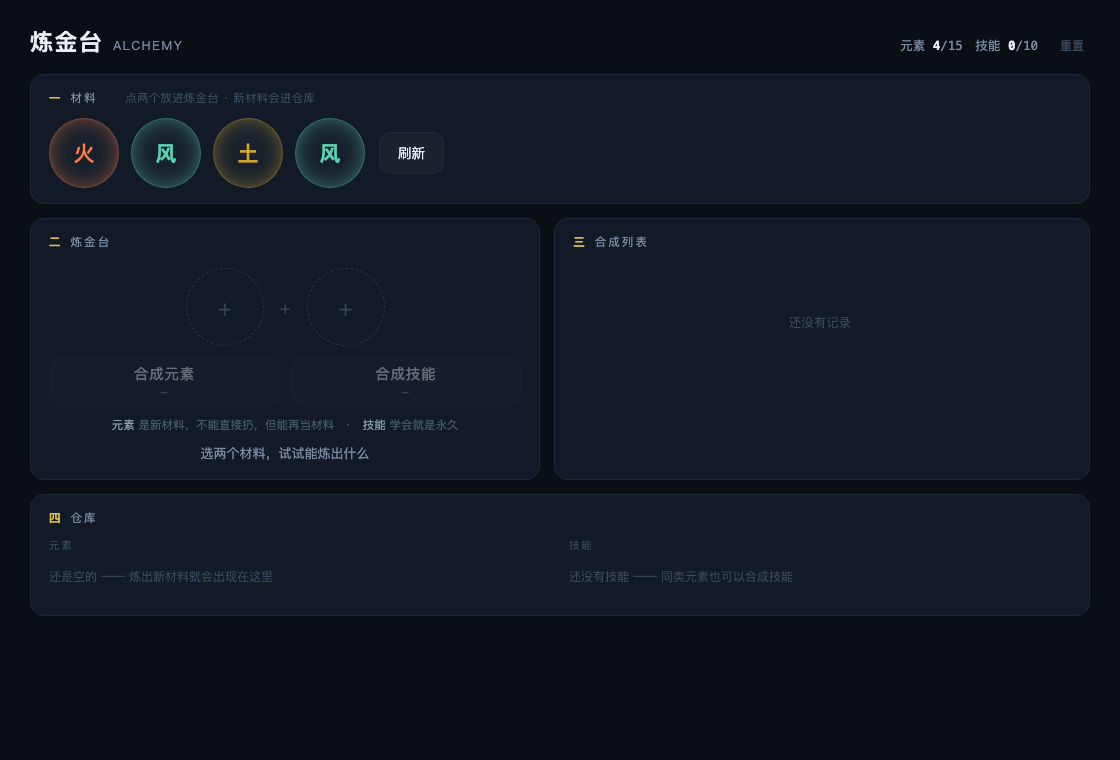 炼金台 ALCHEMY
元素 4/15 技能 0/10 重置
一 材料 点两个放进炼金台 · 新材料会进仓库
火 风 土 风 刷新
二 炼金台
+ + +
合成元素 合成技能
– –
元素 是新材料，不能直接扔，但能再当材料 · 技能 学会就是永久
选两个材料，试试能炼出什么
三 合成列表
还没有记录
四 仓库
元素 技能
还是空的 —— 炼出新材料就会出现在这里
还没有技能 —— 同类元素也可以合成技能